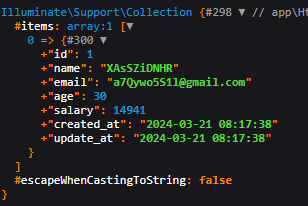 Illuminate\Support\Collection {#298 ▼ // app\Ht
#items: array:1 [▼
0 => {#300 ▼
+"id": 1
+"name": "XAsSZiDNHR"
+"email": "a7Qywo5S1l@gmail.com"
+"age": 30
+"salary": 14941
+"created_at": "2024-03-21 08:17:38"
+"update_at": "2024-03-21 08:17:38"
}
]
#escapeWhenCastingToString: false
}